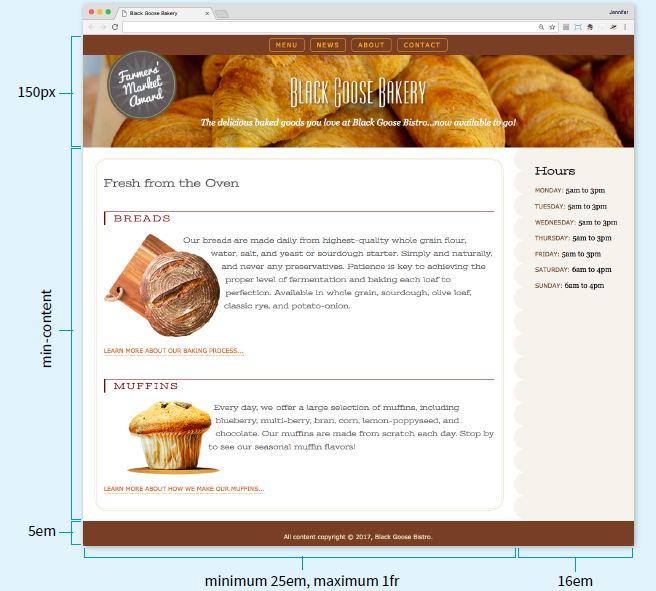 Black Goose Bakery
Jennifer
MENU NEWS ABOUT CONTACT
Farmers'
Market
Award
BLACK GOOSE BAKERY
The delicious baked goods you love at Black Goose Bistro...now available to go!
150px
Fresh from the Oven
BREADS
Our breads are made daily from highest-quality whole grain flour,
water, salt, and yeast or sourdough starter. Simply and naturally,
and never any preservatives. Patience is key to achieving the
proper level of fermentation and baking each loaf to
perfection. Available in whole grain, sourdough, olive loaf,
classic rye, and potato-onion.
LEARN MORE ABOUT OUR BAKING PROCESS...
MUFFINS
Every day, we offer a large selection of muffins, including
blueberry, multi-berry, bran, corn, lemon-poppyseed, and
chocolate. Our muffins are made from scratch each day. Stop by
to see our seasonal muffin flavors!
LEARN MORE ABOUT HOW WE MAKE OUR MUFFINS...
Hours
MONDAY: 5am to 3pm
TUESDAY: 5am to 3pm
WEDNESDAY: 5am to 3pm
THURSDAY: 5am to 3pm
FRIDAY: 5am to 3pm
SATURDAY: 6am to 4pm
SUNDAY: 6am to 4pm
min-content
5em
All content copyright © 2017, Black Goose Bistro.
minimum 25em, maximum 1fr
16em